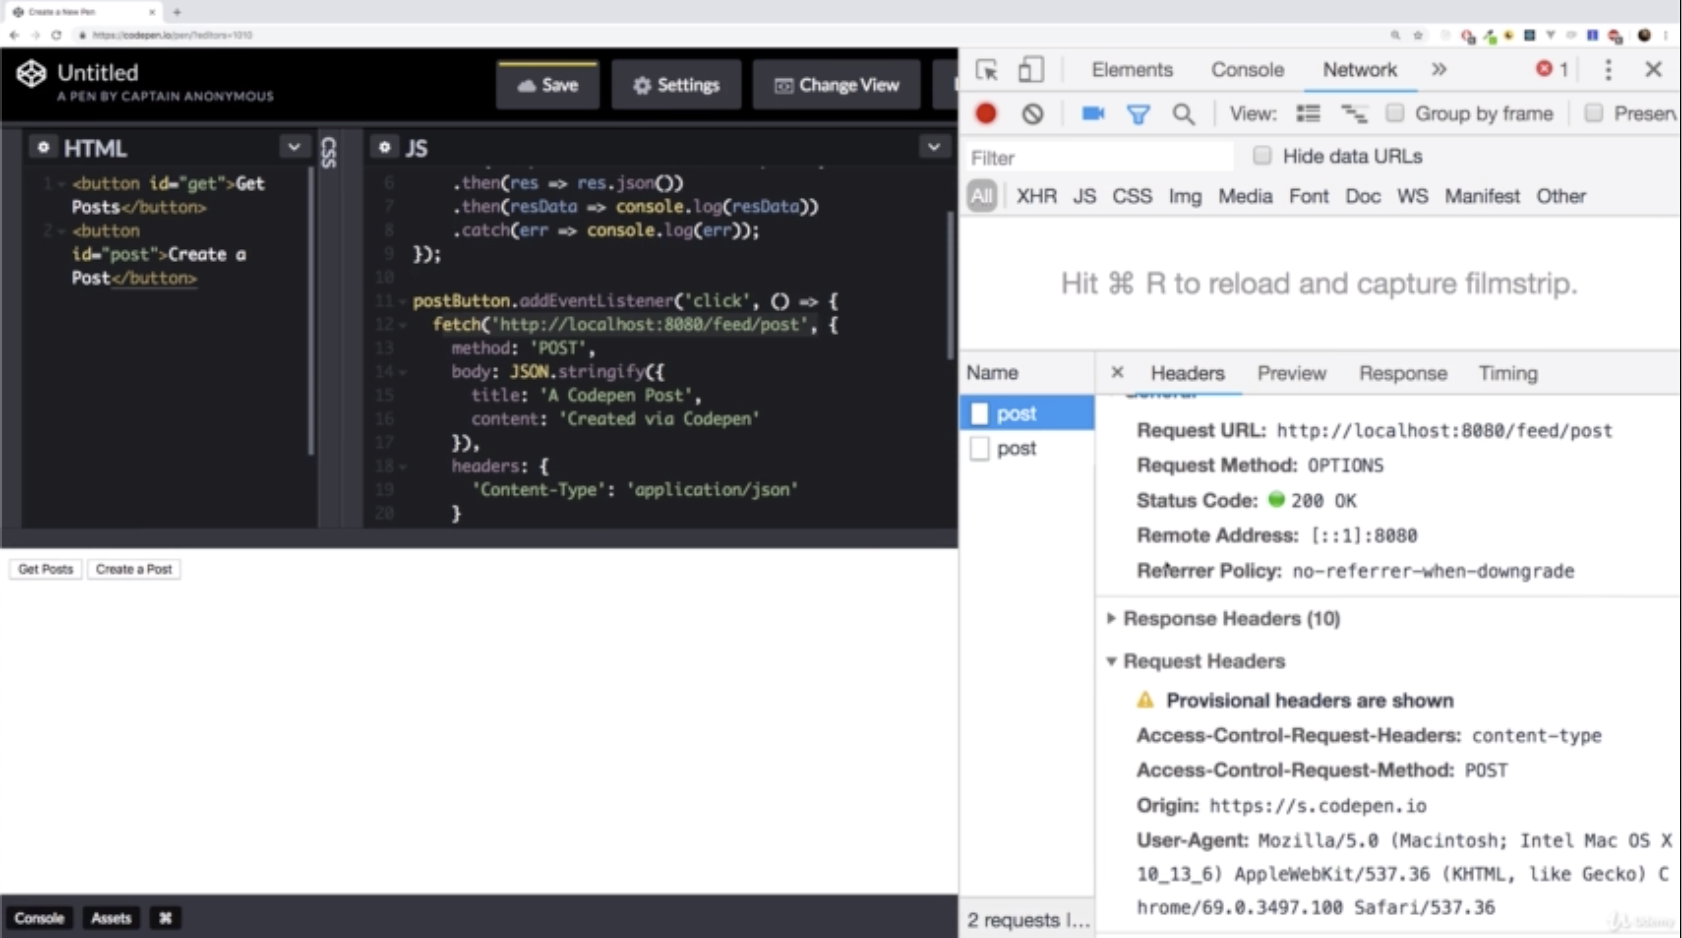 Create a New Pen
https://codepen.io/pen/?editors=1010
Untitled
A PEN BY CAPTAIN ANONYMOUS
Save
Settings
Change View
HTML
CSS
JS
1 <button id="get">Get
Posts</button>
2 <button
id="post">Create a
Post</button>
6 .then(res => res.json())
7 .then(resData => console.log(resData))
8 .catch(err => console.log(err));
9 });
10
11 postButton.addEventListener('click', () => {
12 fetch('http://localhost:8080/feed/post', {
13 method: 'POST',
14 body: JSON.stringify({
15 title: 'A Codepen Post',
16 content: 'Created via Codepen'
17 }),
18 headers: {
19 'Content-Type': 'application/json'
20 }
Get Posts
Create a Post
Console
Assets
⌘
Elements
Console
Network
1
View:
Group by frame
Preserv
Filter
Hide data URLs
All
XHR
JS
CSS
Img
Media
Font
Doc
WS
Manifest
Other
Hit ⌘ R to reload and capture filmstrip.
Name
post
post
2 requests I...
Headers
Preview
Response
Timing
General
Request URL: http://localhost:8080/feed/post
Request Method: OPTIONS
Status Code: 200 OK
Remote Address: [::1]:8080
Referrer Policy: no-referrer-when-downgrade
Response Headers (10)
Request Headers
Provisional headers are shown
Access-Control-Request-Headers: content-type
Access-Control-Request-Method: POST
Origin: https://s.codepen.io
User-Agent: Mozilla/5.0 (Macintosh; Intel Mac OS X
10_13_6) AppleWebKit/537.36 (KHTML, like Gecko) C
hrome/69.0.3497.100 Safari/537.36
Udemy